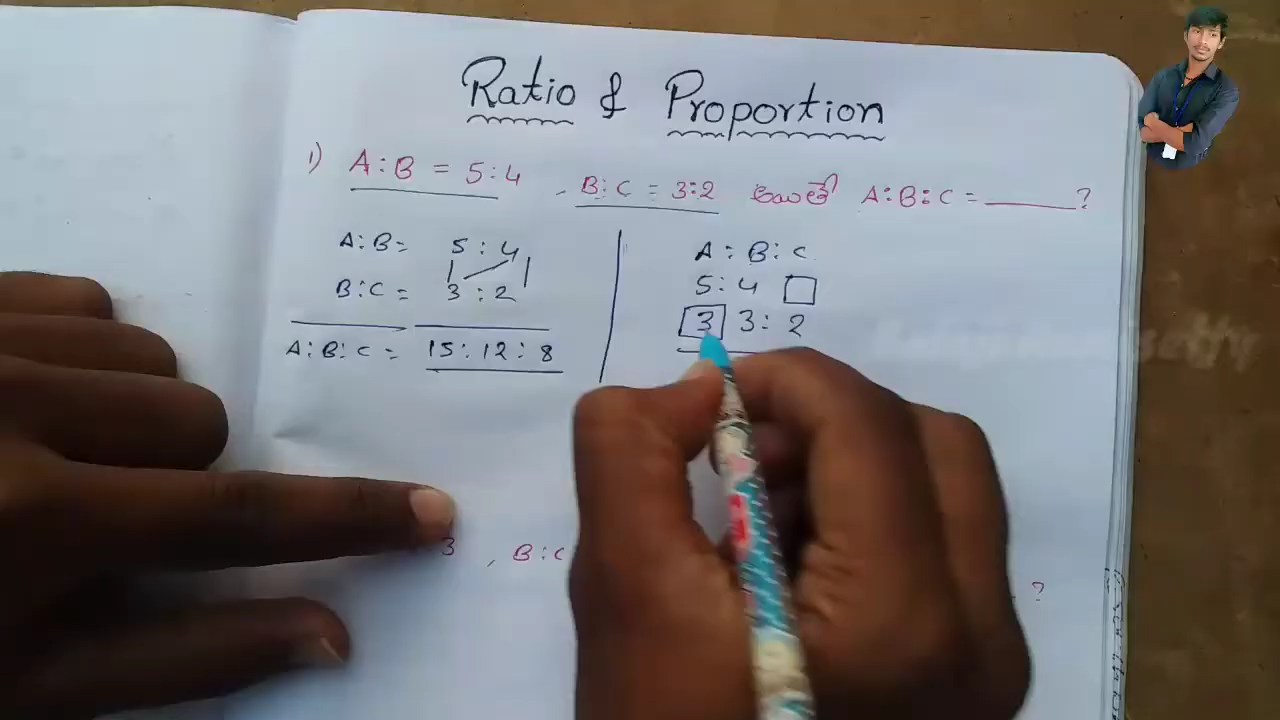 Ratio & Proportion
1) A:B = 5:4 , B:C = 3:2 అయితే A:B:C = ______ ?
A:B= 5 : 4
B:C= 3 : 2
A:B:C= 15:12:8
A : B : C
5 : 4
3 3 : 2
3 , B:C ?